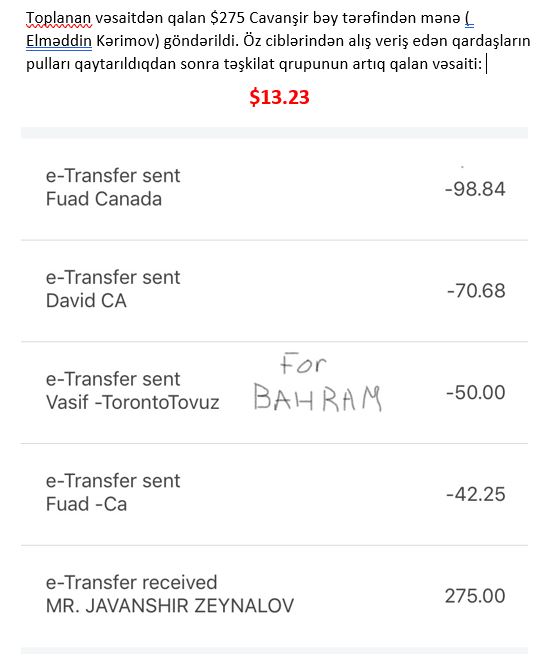 Toplanan vəsaitdən qalan $275 Cavanşir bəy tərəfindən mənə (
Elməddin Kərimov) göndərildi. Öz ciblərindən alış veriş edən qardaşların
pulları qaytarıldıqdan sonra təşkilat qrupunun artıq qalan vəsaiti:
$13.23
e-Transfer sent
Fuad Canada -98.84
e-Transfer sent
David CA -70.68
For
e-Transfer sent
Vasif -TorontoTovuz BAHRAM -50.00
e-Transfer sent
Fuad -Ca -42.25
e-Transfer received
MR. JAVANSHIR ZEYNALOV 275.00